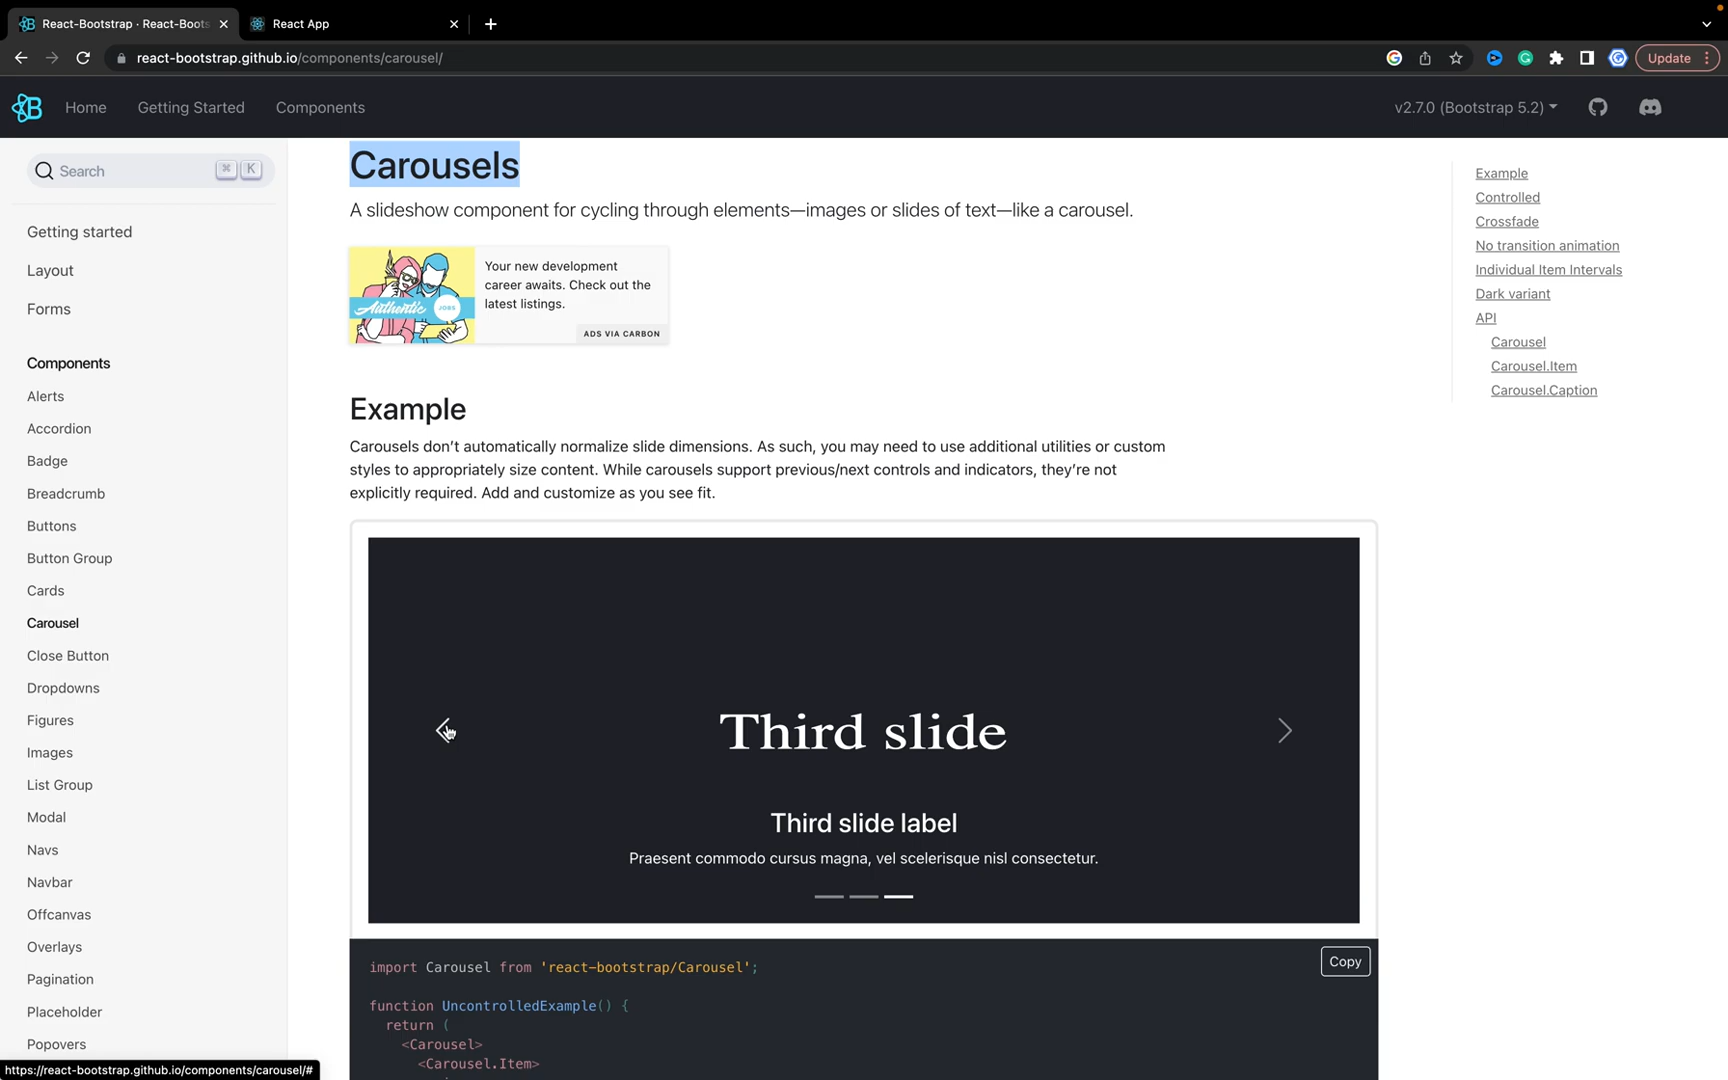 React-Bootstrap · React-Boots
React App
react-bootstrap.github.io/components/carousel/
Update
Home
Getting Started
Components
v2.7.0 (Bootstrap 5.2)
Search
⌘ K
Getting started
Layout
Forms
Components
Alerts
Accordion
Badge
Breadcrumb
Buttons
Button Group
Cards
Carousel
Close Button
Dropdowns
Figures
Images
List Group
Modal
Navs
Navbar
Offcanvas
Overlays
Pagination
Placeholder
Popovers
https://react-bootstrap.github.io/components/carousel/#
Carousels
A slideshow component for cycling through elements—images or slides of text—like a carousel.
Authentic JOBS
Your new development
career awaits. Check out the
latest listings.
ADS VIA CARBON
Example
Carousels don’t automatically normalize slide dimensions. As such, you may need to use additional utilities or custom
styles to appropriately size content. While carousels support previous/next controls and indicators, they’re not
explicitly required. Add and customize as you see fit.
Third slide
Third slide label
Praesent commodo cursus magna, vel scelerisque nisl consectetur.
Copy
import Carousel from 'react-bootstrap/Carousel';
function UncontrolledExample() {
return (
<Carousel>
<Carousel.Item>
Example
Controlled
Crossfade
No transition animation
Individual Item Intervals
Dark variant
API
Carousel
Carousel.Item
Carousel.Caption